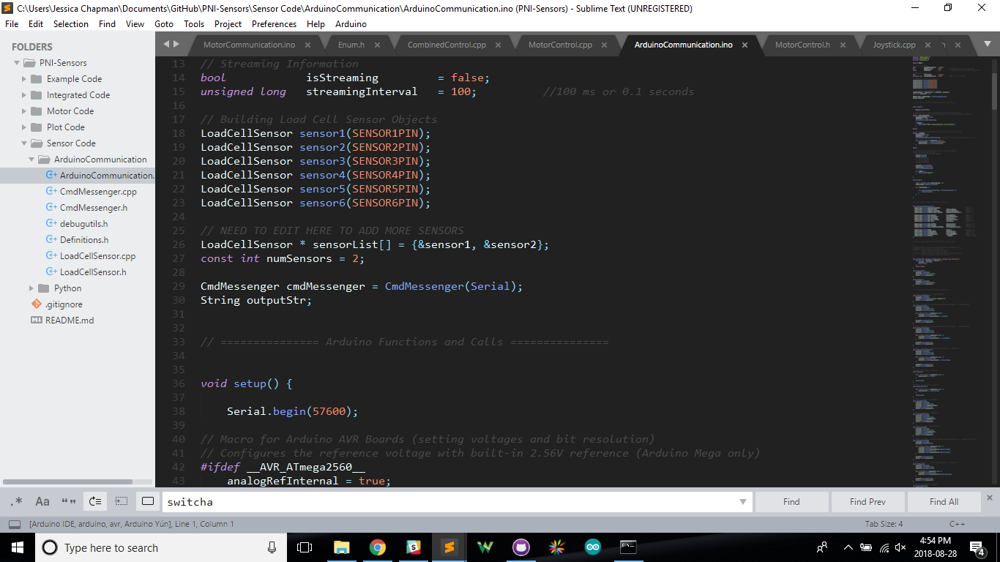 C:\Users\Jessica Chapman\Documents\GitHub\PNI-Sensors\Sensor Code\ArduinoCommunication\ArduinoCommunication.ino (PNI-Sensors) - Sublime Text (UNREGISTERED)
File Edit Selection Find View Goto Tools Project Preferences Help Arduino
FOLDERS
PNI-Sensors
Example Code
Integrated Code
Motor Code
Plot Code
Sensor Code
ArduinoCommunication
ArduinoCommunication.
CmdMessenger.cpp
CmdMessenger.h
debugutils.h
Definitions.h
LoadCellSensor.cpp
LoadCellSensor.h
Python
.gitignore
README.md
MotorCommunication.ino Enum.h CombinedControl.cpp MotorControl.cpp ArduinoCommunication.ino MotorControl.h Joystick.cpp h
13 // Streaming Information
14 bool isStreaming = false;
15 unsigned long streamingInterval = 100; //100 ms or 0.1 seconds
16
17 // Building Load Cell Sensor Objects
18 LoadCellSensor sensor1(SENSOR1PIN);
19 LoadCellSensor sensor2(SENSOR2PIN);
20 LoadCellSensor sensor3(SENSOR3PIN);
21 LoadCellSensor sensor4(SENSOR4PIN);
22 LoadCellSensor sensor5(SENSOR5PIN);
23 LoadCellSensor sensor6(SENSOR6PIN);
24
25 // NEED TO EDIT HERE TO ADD MORE SENSORS
26 LoadCellSensor * sensorList[] = {&sensor1, &sensor2};
27 const int numSensors = 2;
28
29 CmdMessenger cmdMessenger = CmdMessenger(Serial);
30 String outputStr;
31
32
33 // =============== Arduino Functions and Calls ===============
34
35
36 void setup() {
37
38 Serial.begin(57600);
39
40 // Macro for Arduino AVR Boards (setting voltages and bit resolution)
41 // Configures the reference voltage with built-in 2.56V reference (Arduino Mega only)
42 #ifdef __AVR_ATmega2560__
43 analogRefInternal = true;
.* Aa “” switcha Find Find Prev Find All
[Arduino IDE, arduino, avr, Arduino Yún], Line 1, Column 1 Tab Size: 4 C++
Type here to search
4:54 PM
2018-08-28
4